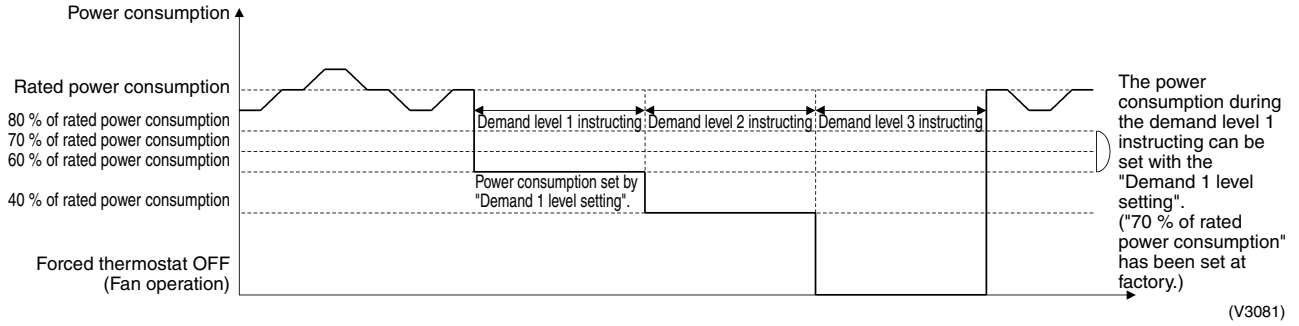 Power consumption
Rated power consumption
80 % of rated power consumption
70 % of rated power consumption
60 % of rated power consumption
40 % of rated power consumption
Forced thermostat OFF
(Fan operation)
Demand level 1 instructing
Demand level 2 instructing
Demand level 3 instructing
Power consumption set by
"Demand 1 level setting".
The power
consumption during
the demand level 1
instructing can be
set with the
"Demand 1 level
setting".
("70 % of rated
power consumption"
has been set at
factory.)
(V3081)